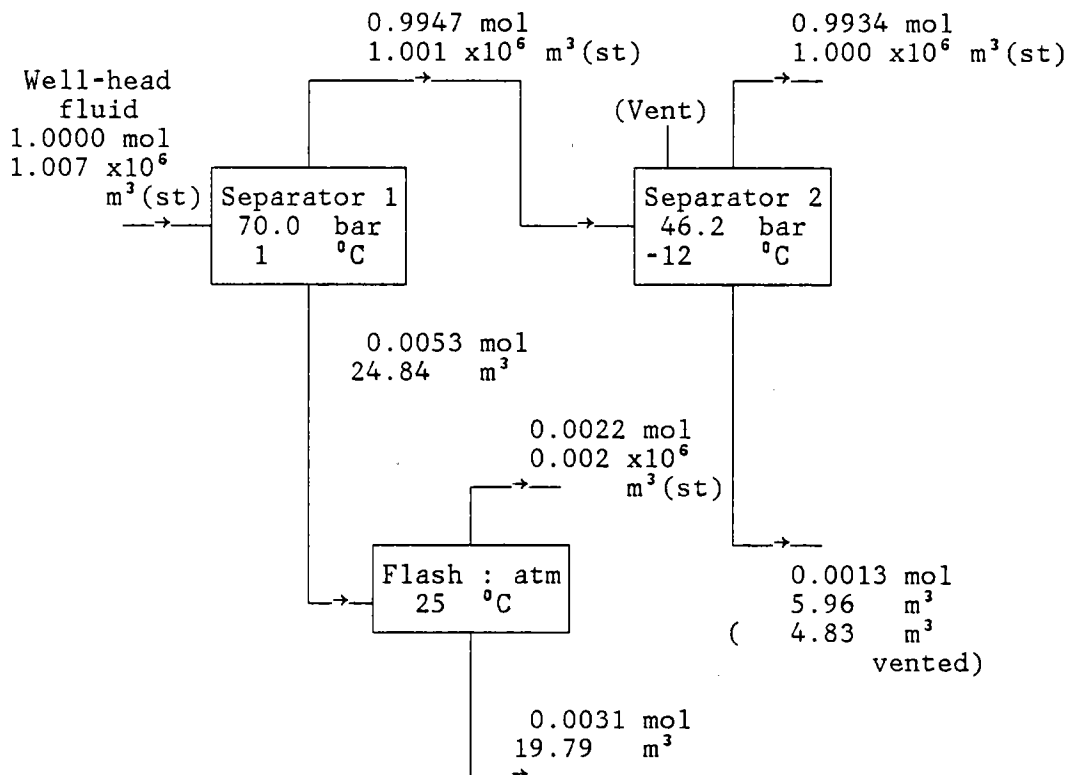 0.9947 mol
1.001 x10⁶ m³(st)
0.9934 mol
1.000 x10⁶ m³(st)
Well-head
fluid
1.0000 mol
1.007 x10⁶
m³(st)
(Vent)
Separator 1
70.0 bar
1 ⁰C
Separator 2
46.2 bar
-12 ⁰C
0.0053 mol
24.84 m³
0.0022 mol
0.002 x10⁶
m³(st)
Flash : atm
25 ⁰C
0.0013 mol
5.96 m³
( 4.83 m³
vented)
0.0031 mol
19.79 m³